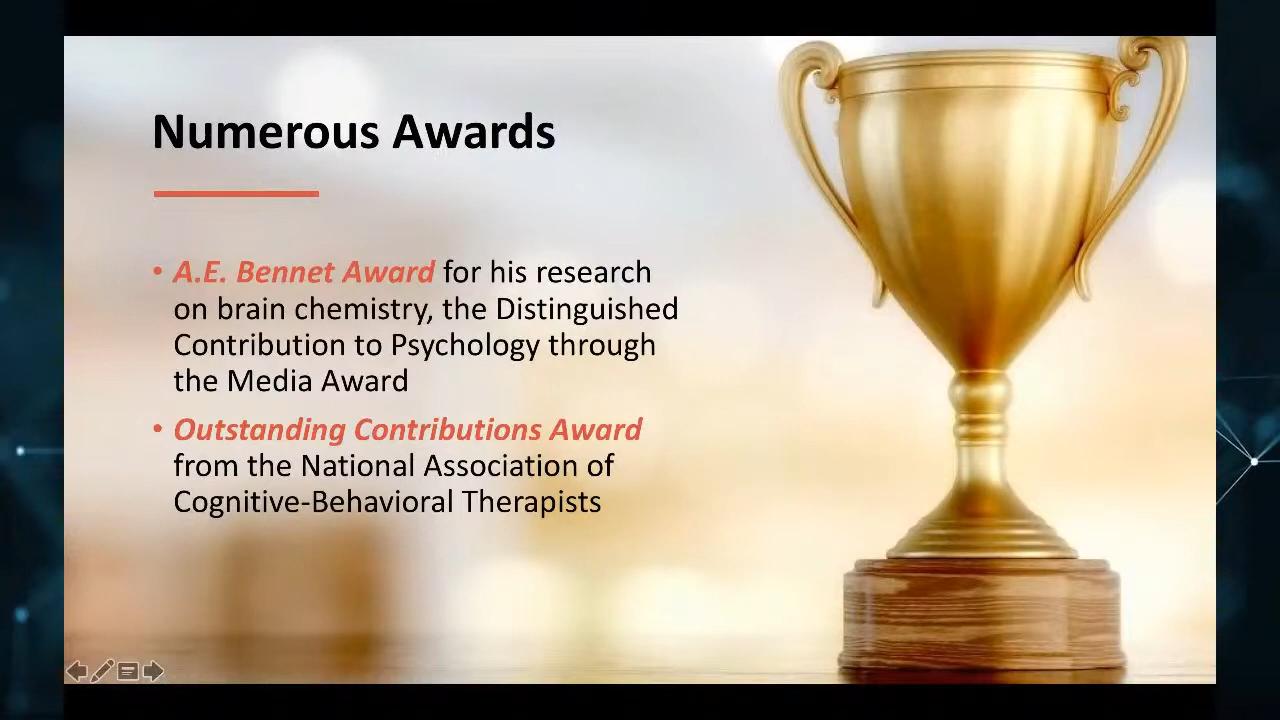 Numerous Awards
• A.E. Bennet Award for his research
on brain chemistry, the Distinguished
Contribution to Psychology through
the Media Award
• Outstanding Contributions Award
from the National Association of
Cognitive-Behavioral Therapists